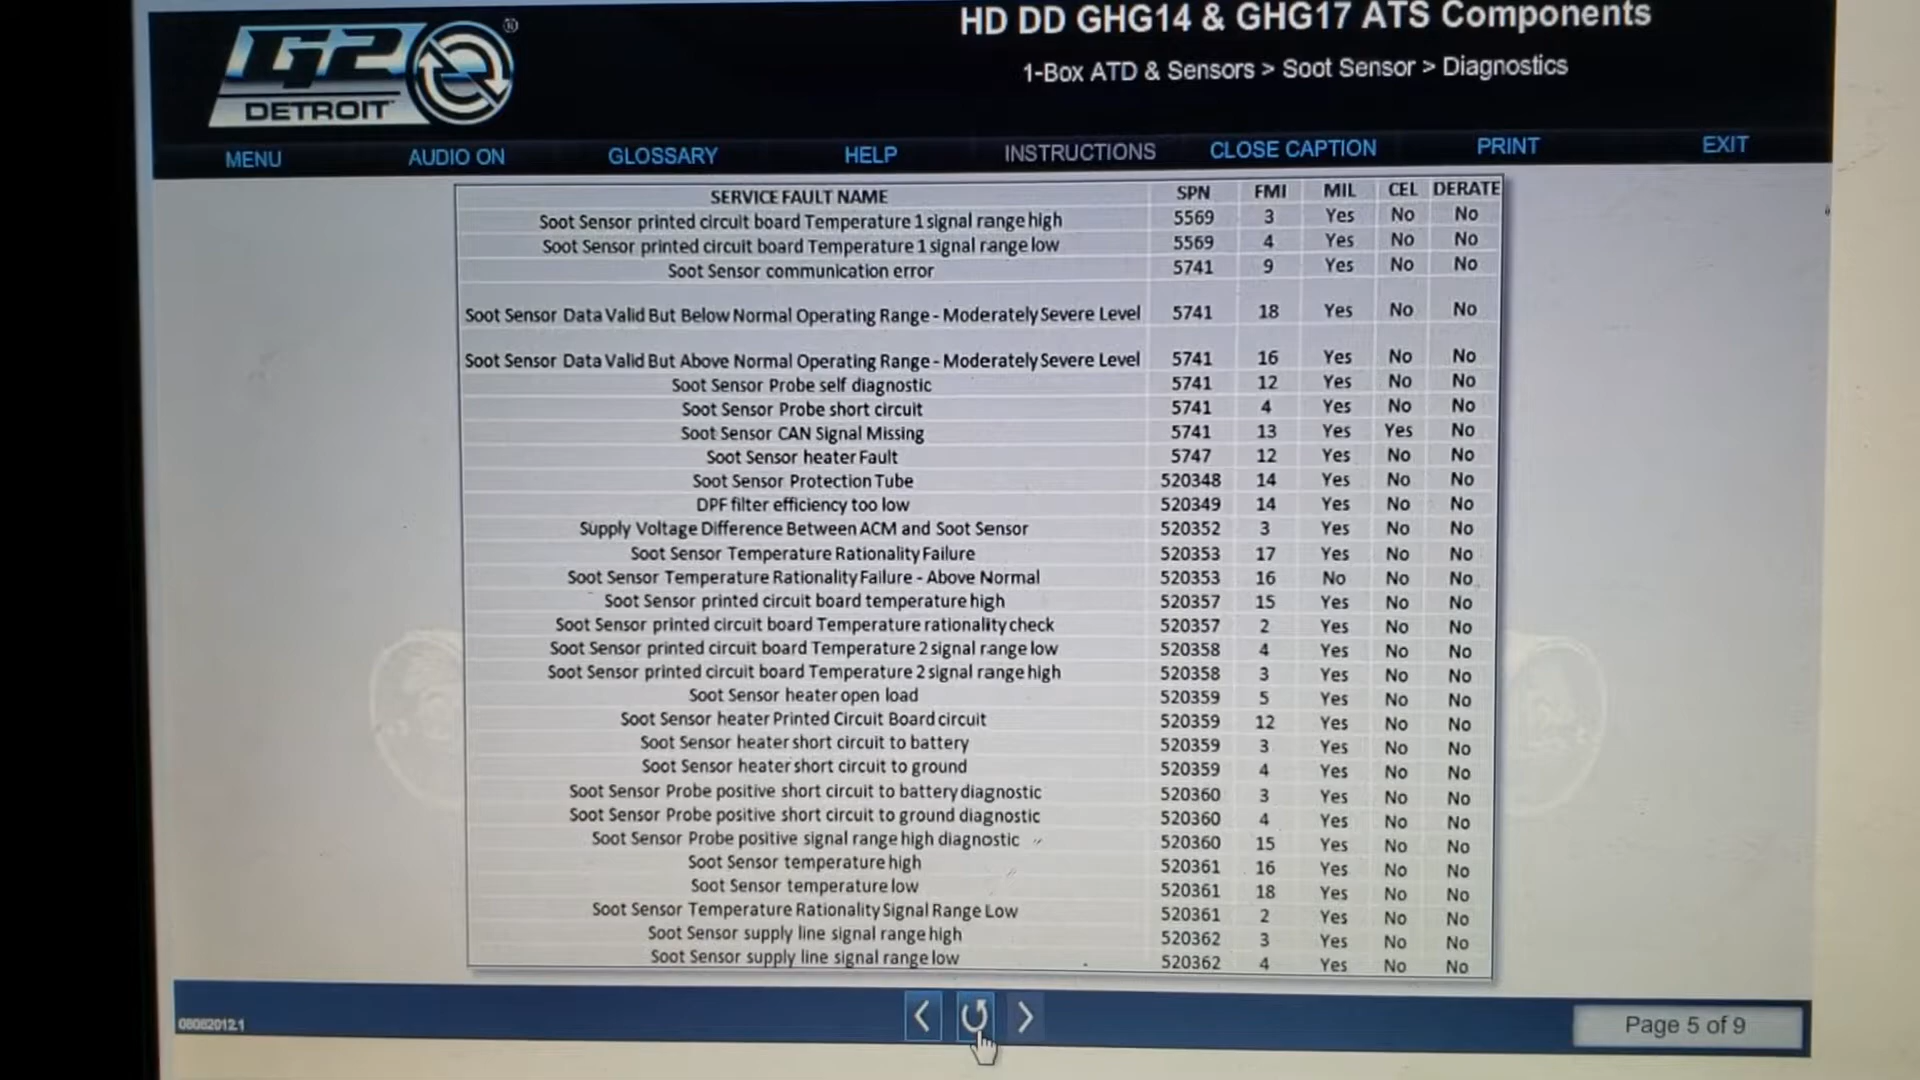 G2
DETROIT
®
HD DD GHG14 & GHG17 ATS Components
1-Box ATD & Sensors > Soot Sensor > Diagnostics
MENU AUDIO ON GLOSSARY HELP INSTRUCTIONS CLOSE CAPTION PRINT EXIT
SERVICE FAULT NAME SPN FMI MIL CEL DERATE
Soot Sensor printed circuit board Temperature 1 signal range high 5569 3 Yes No No
Soot Sensor printed circuit board Temperature 1 signal range low 5569 4 Yes No No
Soot Sensor communication error 5741 9 Yes No No
Soot Sensor Data Valid But Below Normal Operating Range - Moderately Severe Level 5741 18 Yes No No
Soot Sensor Data Valid But Above Normal Operating Range - Moderately Severe Level 5741 16 Yes No No
Soot Sensor Probe self diagnostic 5741 12 Yes No No
Soot Sensor Probe short circuit 5741 4 Yes No No
Soot Sensor CAN Signal Missing 5741 13 Yes Yes No
Soot Sensor heater Fault 5747 12 Yes No No
Soot Sensor Protection Tube 520348 14 Yes No No
DPF filter efficiency too low 520349 14 Yes No No
Supply Voltage Difference Between ACM and Soot Sensor 520352 3 Yes No No
Soot Sensor Temperature Rationality Failure 520353 17 Yes No No
Soot Sensor Temperature Rationality Failure - Above Normal 520353 16 No No No
Soot Sensor printed circuit board temperature high 520357 15 Yes No No
Soot Sensor printed circuit board Temperature rationality check 520357 2 Yes No No
Soot Sensor printed circuit board Temperature 2 signal range low 520358 4 Yes No No
Soot Sensor printed circuit board Temperature 2 signal range high 520358 3 Yes No No
Soot Sensor heater open load 520359 5 Yes No No
Soot Sensor heater Printed Circuit Board circuit 520359 12 Yes No No
Soot Sensor heater short circuit to battery 520359 3 Yes No No
Soot Sensor heater short circuit to ground 520359 4 Yes No No
Soot Sensor Probe positive short circuit to battery diagnostic 520360 3 Yes No No
Soot Sensor Probe positive short circuit to ground diagnostic 520360 4 Yes No No
Soot Sensor Probe positive signal range high diagnostic 520360 15 Yes No No
Soot Sensor temperature high 520361 16 Yes No No
Soot Sensor temperature low 520361 18 Yes No No
Soot Sensor Temperature Rationality Signal Range Low 520361 2 Yes No No
Soot Sensor supply line signal range high 520362 3 Yes No No
Soot Sensor supply line signal range low 520362 4 Yes No No
08082012.1
Page 5 of 9